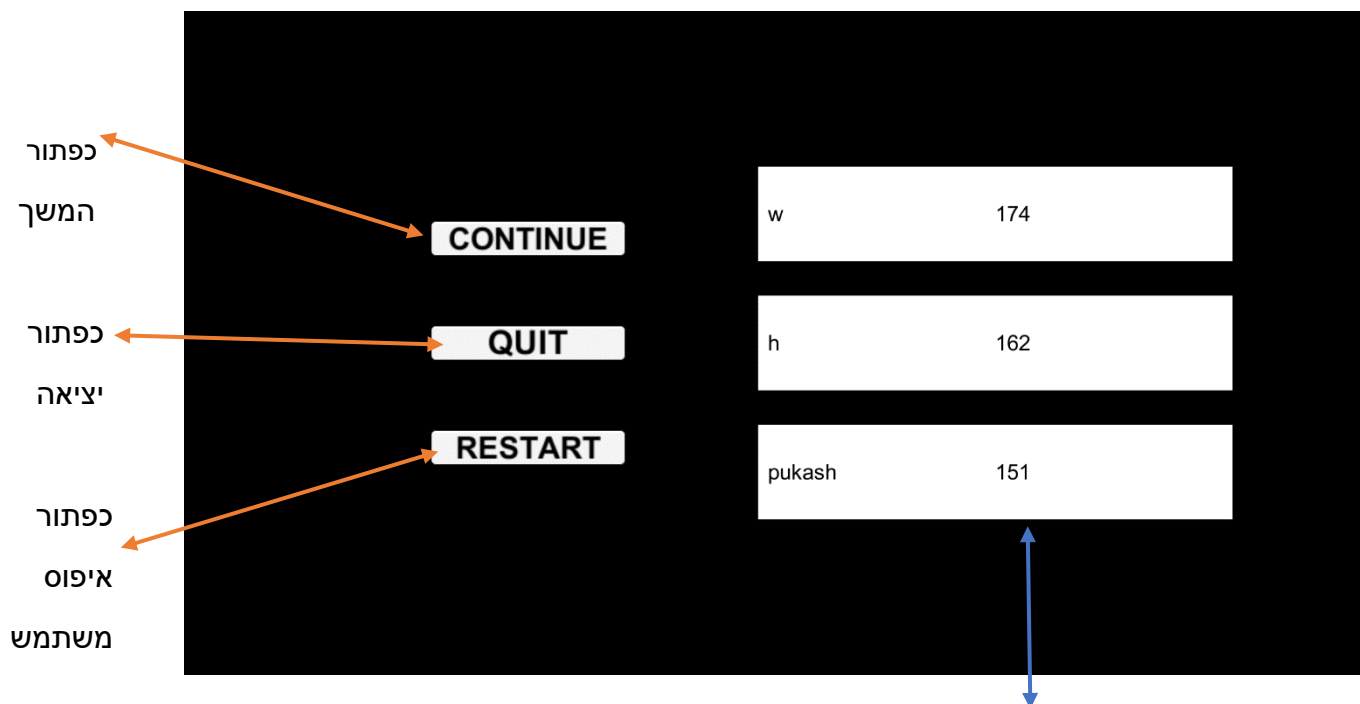 כפתור
המשך
כפתור
יציאה
כפתור
איפוס
משתמש
CONTINUE
QUIT
RESTART
w 174
h 162
pukash 151